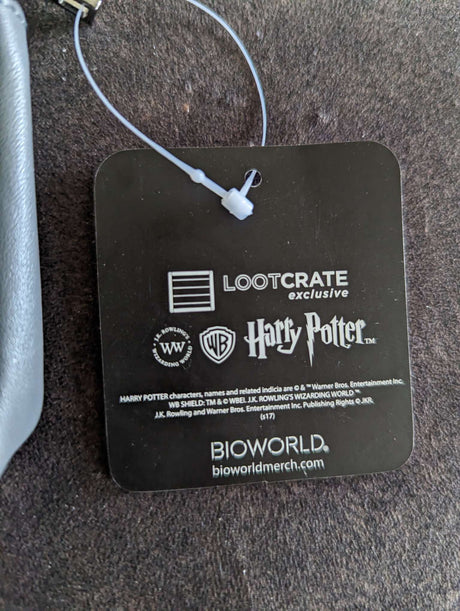 LOOTCRATE
exclusive
J.K. ROWLING'S
WW
WIZARDING WORLD
WB
Harry Potter™
HARRY POTTER characters, names and related indicia are © & ™ Warner Bros. Entertainment Inc.
WB SHIELD: TM & © WBEI. J.K. ROWLING'S WIZARDING WORLD ™
J.K. Rowling and Warner Bros. Entertainment Inc. Publishing Rights © JKR.
(s17)
BIOWORLD®
bioworldmerch.com